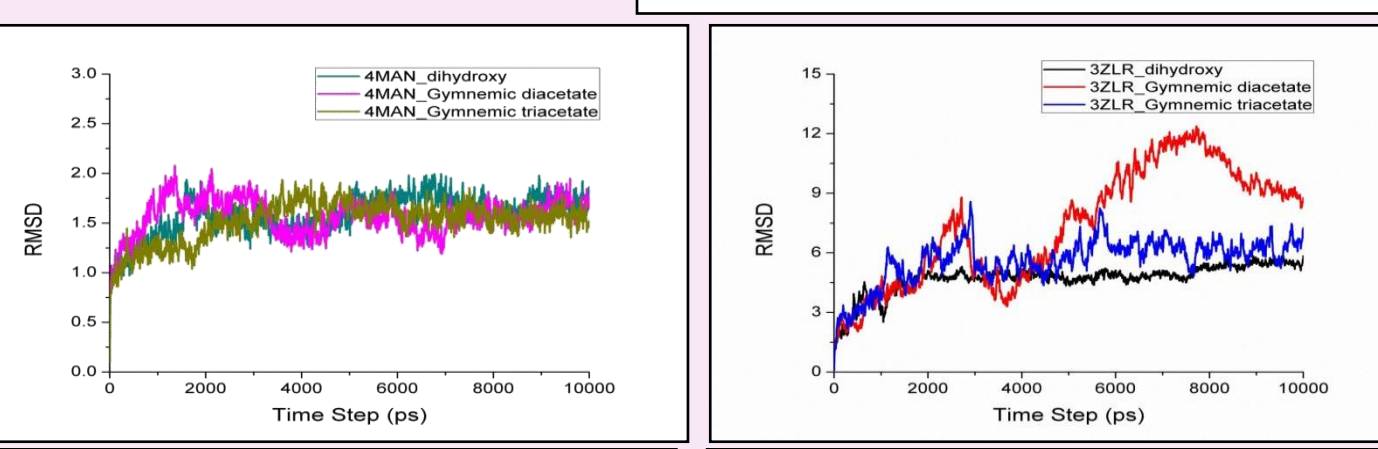 3.0
2.5
2.0
1.5
1.0
0.5
0.0
RMSD
4MAN_dihydroxy
4MAN_Gymnemic diacetate
4MAN_Gymnemic triacetate
0 2000 4000 6000 8000 10000
Time Step (ps)
15
12
9
6
3
0
RMSD
3ZLR_dihydroxy
3ZLR_Gymnemic diacetate
3ZLR_Gymnemic triacetate
0 2000 4000 6000 8000 10000
Time Step (ps)